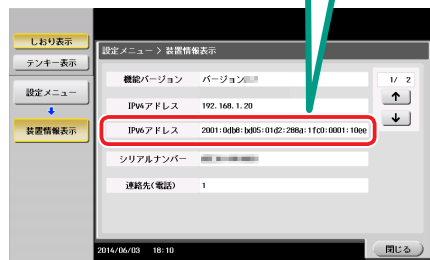 しおり表示
テンキー表示
設定メニュー
装置情報表示
設定メニュー > 装置情報表示
機能バージョン バージョン
1/ 2
IPV4アドレス 192.168.1.20
IPV6アドレス 2001:0db8:bd05:01d2:288a:1fc0:0001:10ee
シリアルナンバー
連絡先(電話) 1
2014/06/03 18:10
閉じる